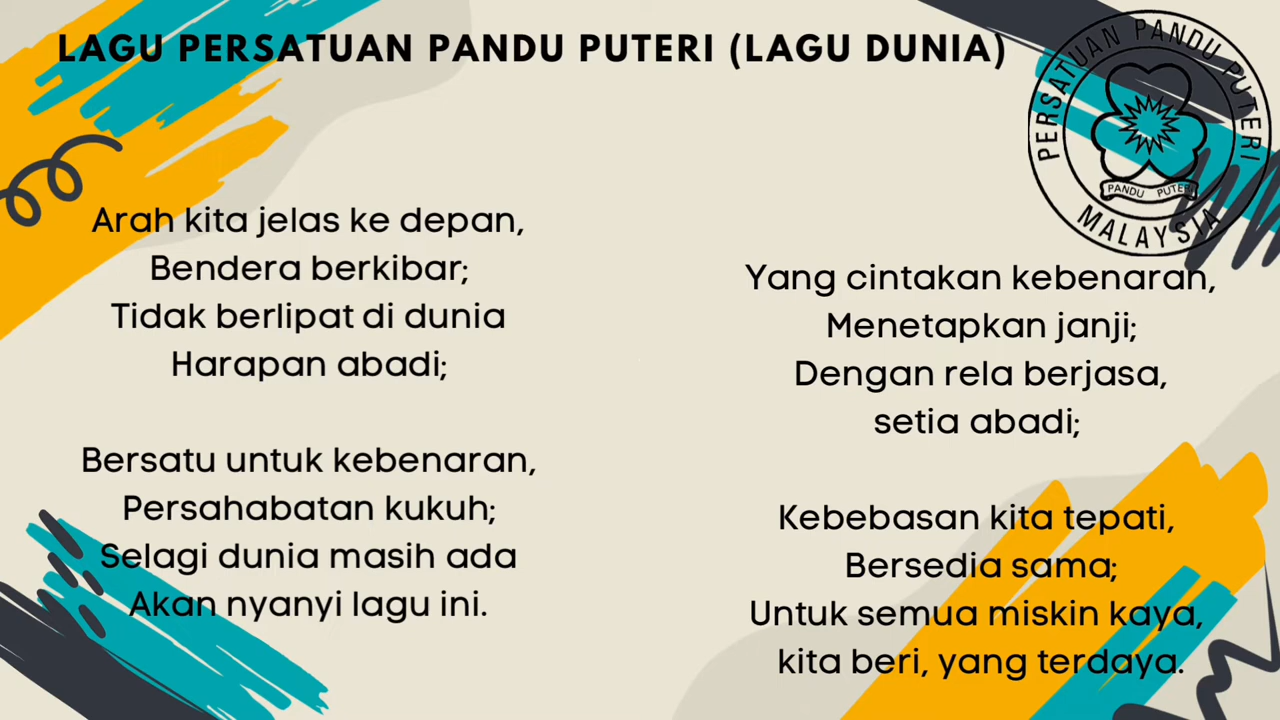 LAGU PERSATUAN PANDU PUTERI (LAGU DUNIA)
Arah kita jelas ke depan,
Bendera berkibar;
Tidak berlipat di dunia
Harapan abadi;
Bersatu untuk kebenaran,
Persahabatan kukuh;
Selagi dunia masih ada
Akan nyanyi lagu ini.
PERSATUAN PANDU PUTERI
PANDU PUTERI
MALAYSIA
Yang cintakan kebenaran,
Menetapkan janji;
Dengan rela berjasa,
setia abadi;
Kebebasan kita tepati,
Bersedia sama;
Untuk semua miskin kaya,
kita beri, yang terdaya.